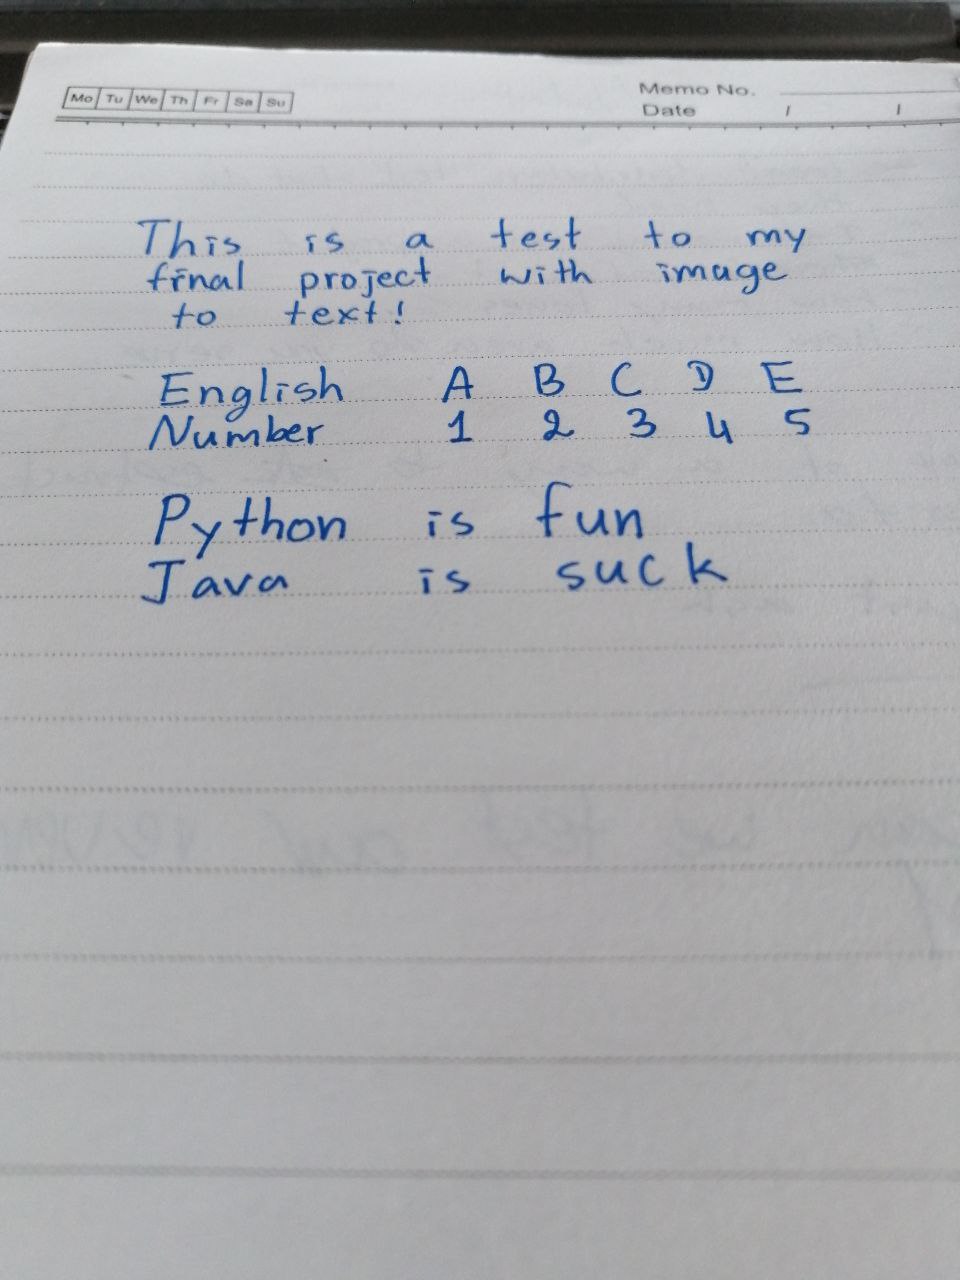 Mo Tu We Th Fr Sa Su
Memo No.
Date / /
This is a test to my
final project with image
to text!
English A B C D E
Number 1 2 3 4 5
Python is fun
Java is suck